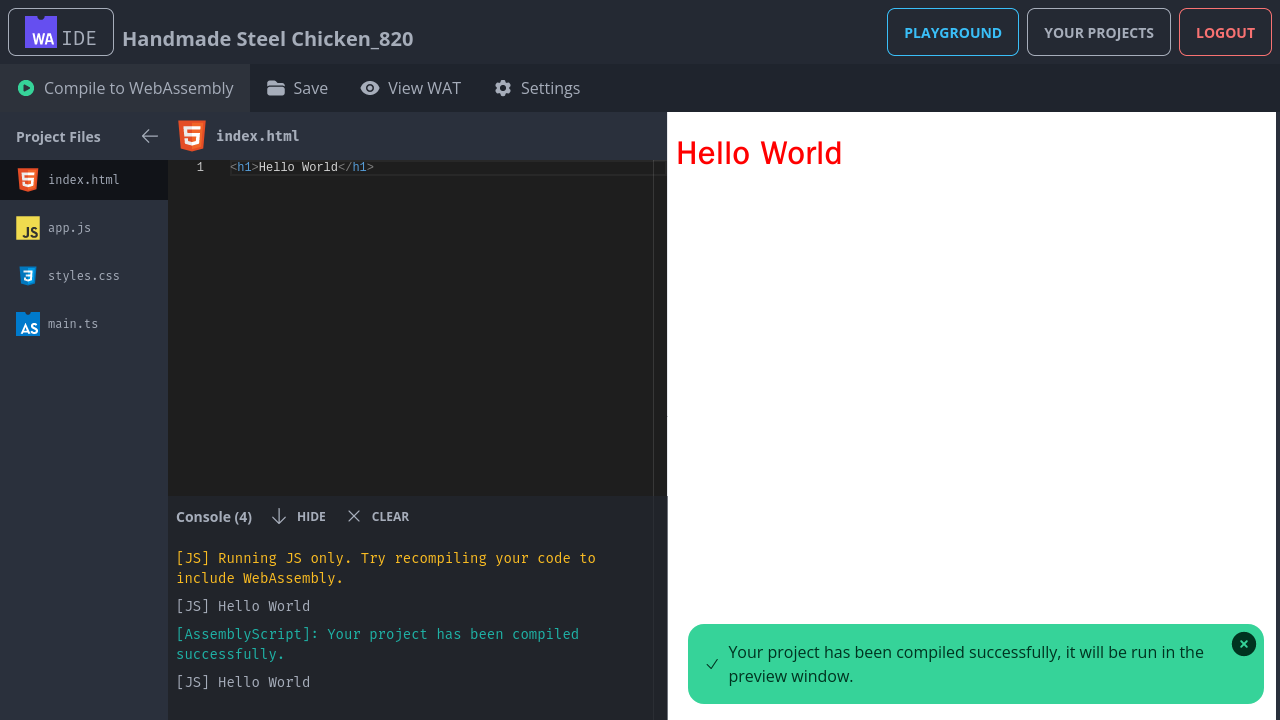 WA IDE
Handmade Steel Chicken_820
PLAYGROUND
YOUR PROJECTS
LOGOUT
Compile to WebAssembly
Save
View WAT
Settings
Project Files
index.html
JS app.js
3 styles.css
AS main.ts
5 index.html
1 <h1>Hello World</h1>
Console (4)
HIDE
CLEAR
[JS] Running JS only. Try recompiling your code to
include WebAssembly.
[JS] Hello World
[AssemblyScript]: Your project has been compiled
successfully.
[JS] Hello World
Hello World
Your project has been compiled successfully, it will be run in the
preview window.